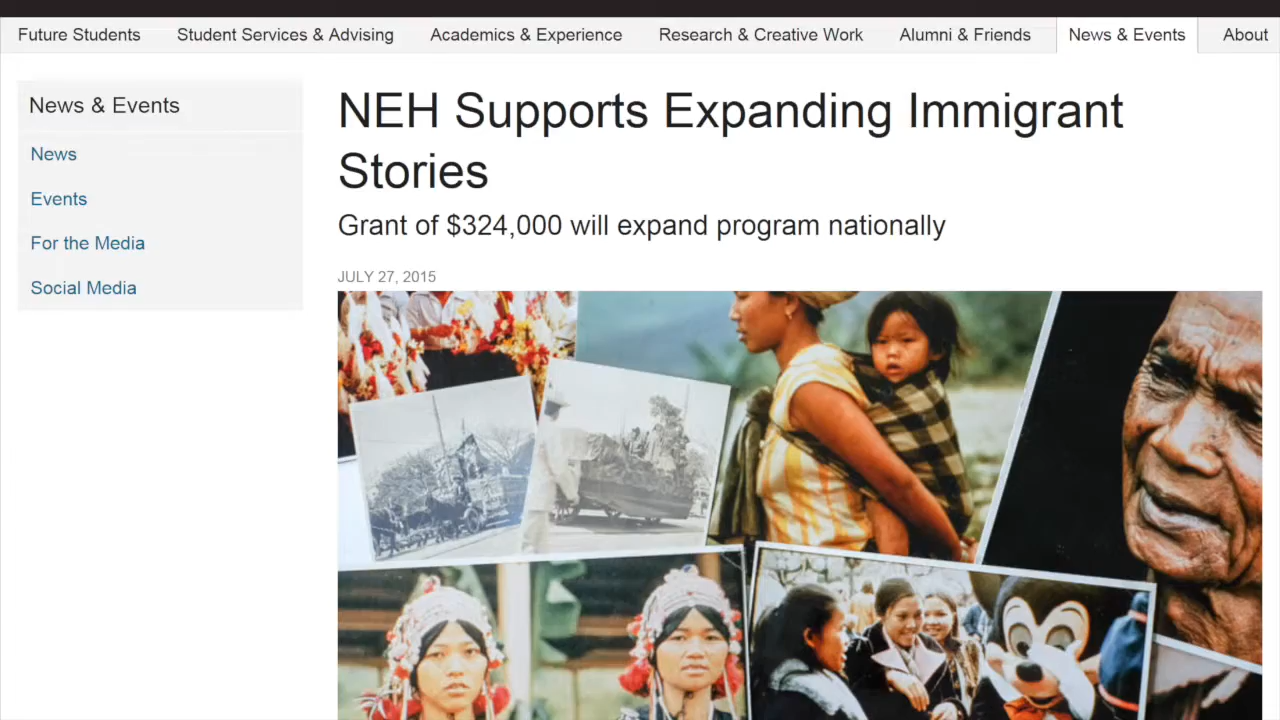 Future Students Student Services & Advising Academics & Experience Research & Creative Work Alumni & Friends News & Events About
News & Events
News
Events
For the Media
Social Media
NEH Supports Expanding Immigrant
Stories
Grant of $324,000 will expand program nationally
JULY 27, 2015